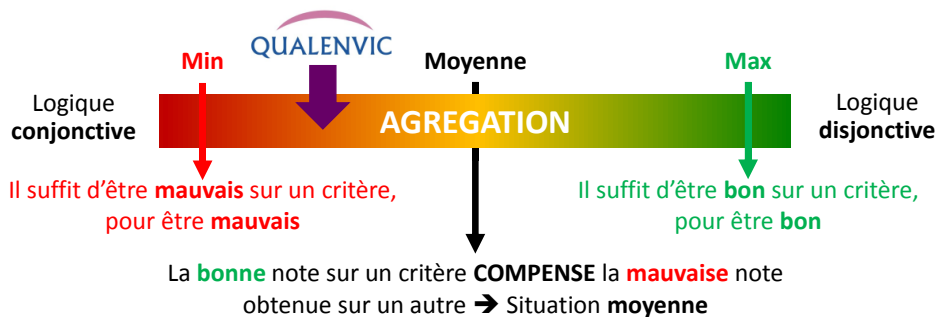 QUALENVIC
Min
Moyenne
Max
Logique
conjonctive
AGREGATION
Logique
disjonctive
Il suffit d’être mauvais sur un critère,
pour être mauvais
Il suffit d’être bon sur un critère,
pour être bon
La bonne note sur un critère COMPENSE la mauvaise note
obtenue sur un autre ➔ Situation moyenne